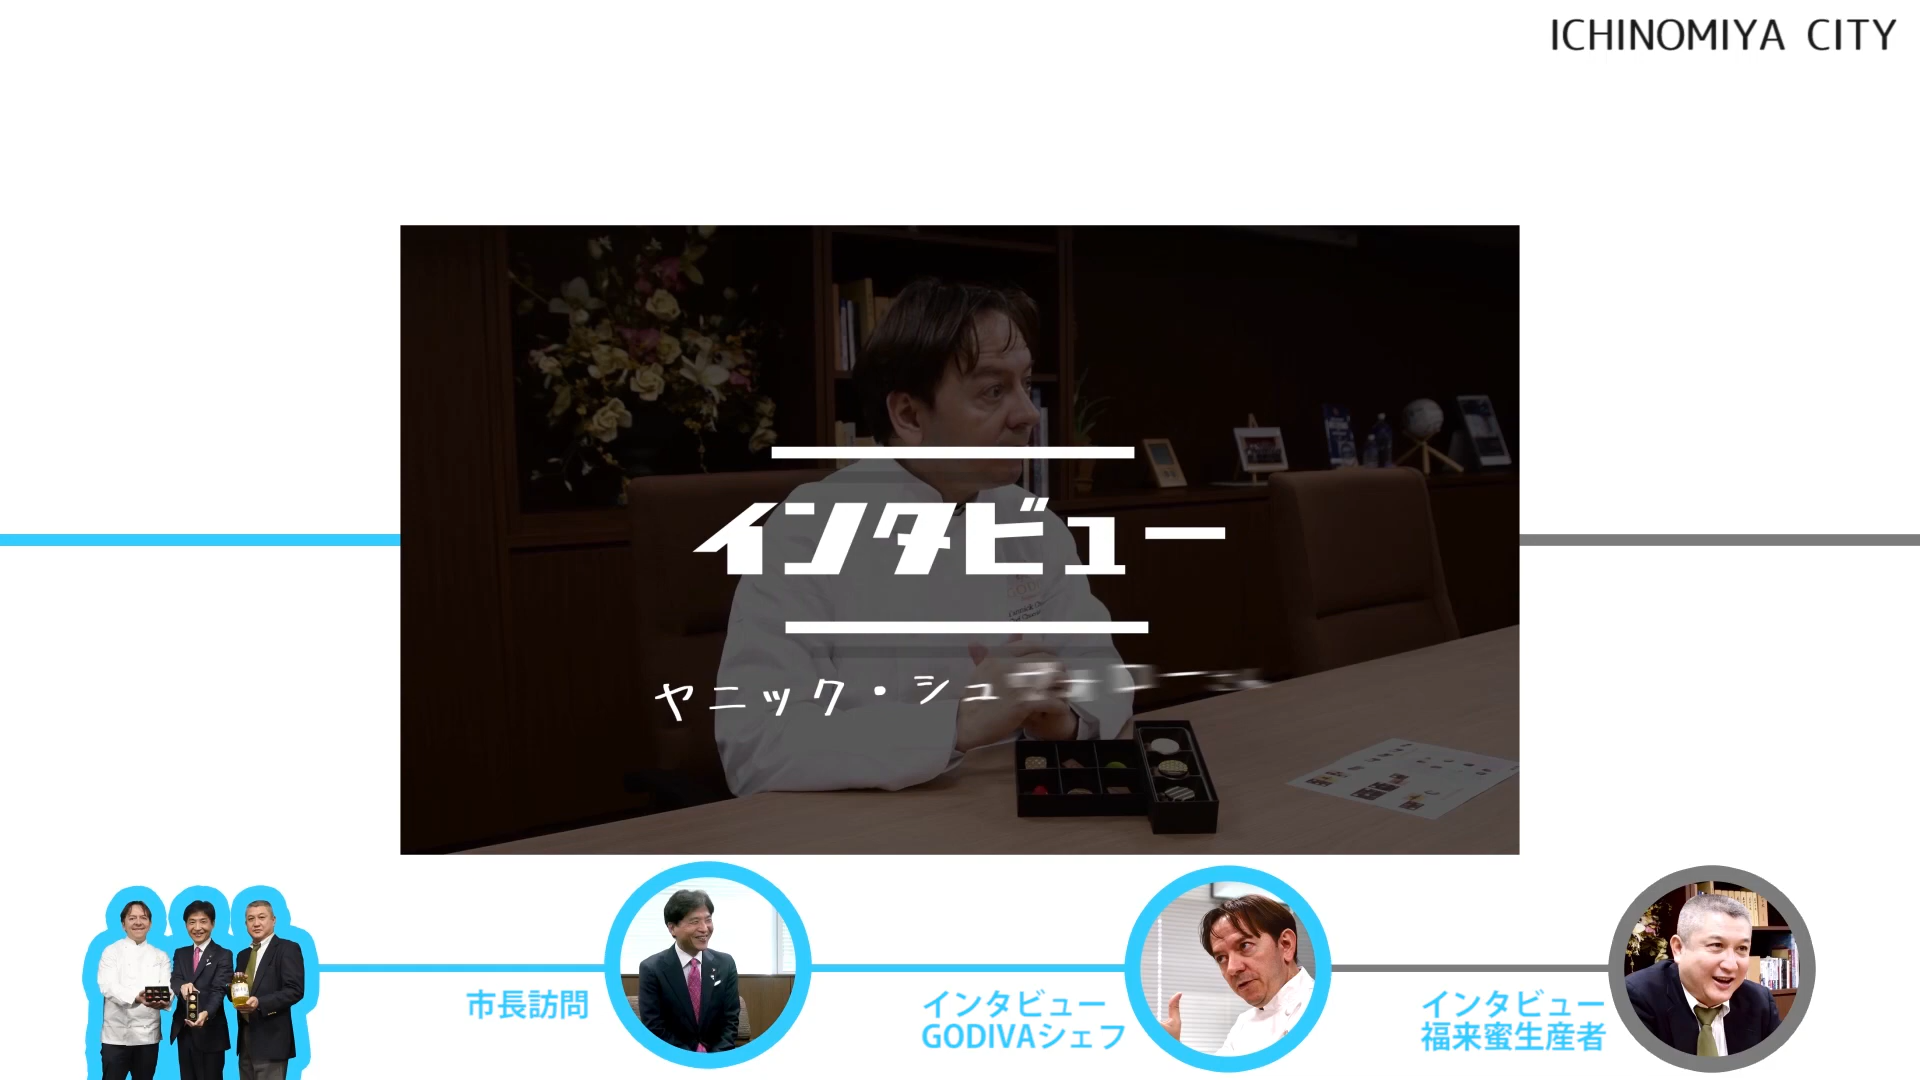 ICHINOMIYA CITY
インタビュー
ヤニック・シュ
市長訪問
インタビュー
GODIVAシェフ
インタビュー
福来蜜生産者